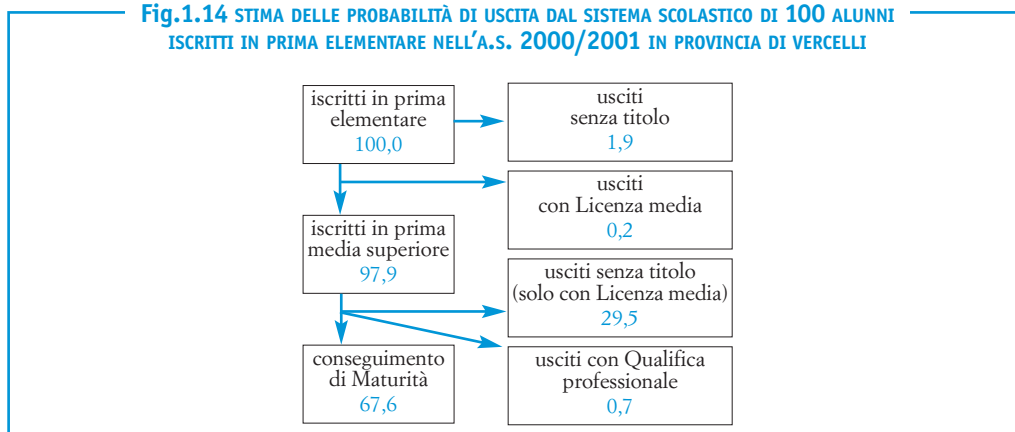 Fig.1.14 STIMA DELLE PROBABILITÀ DI USCITA DAL SISTEMA SCOLASTICO DI 100 ALUNNI
ISCRITTI IN PRIMA ELEMENTARE NELL'A.S. 2000/2001 IN PROVINCIA DI VERCELLI
iscritti in prima
elementare
100,0
usciti
senza titolo
1,9
usciti
con Licenza media
0,2
iscritti in prima
media superiore
97,9
usciti senza titolo
(solo con Licenza media)
29,5
conseguimento
di Maturità
67,6
usciti con Qualifica
professionale
0,7